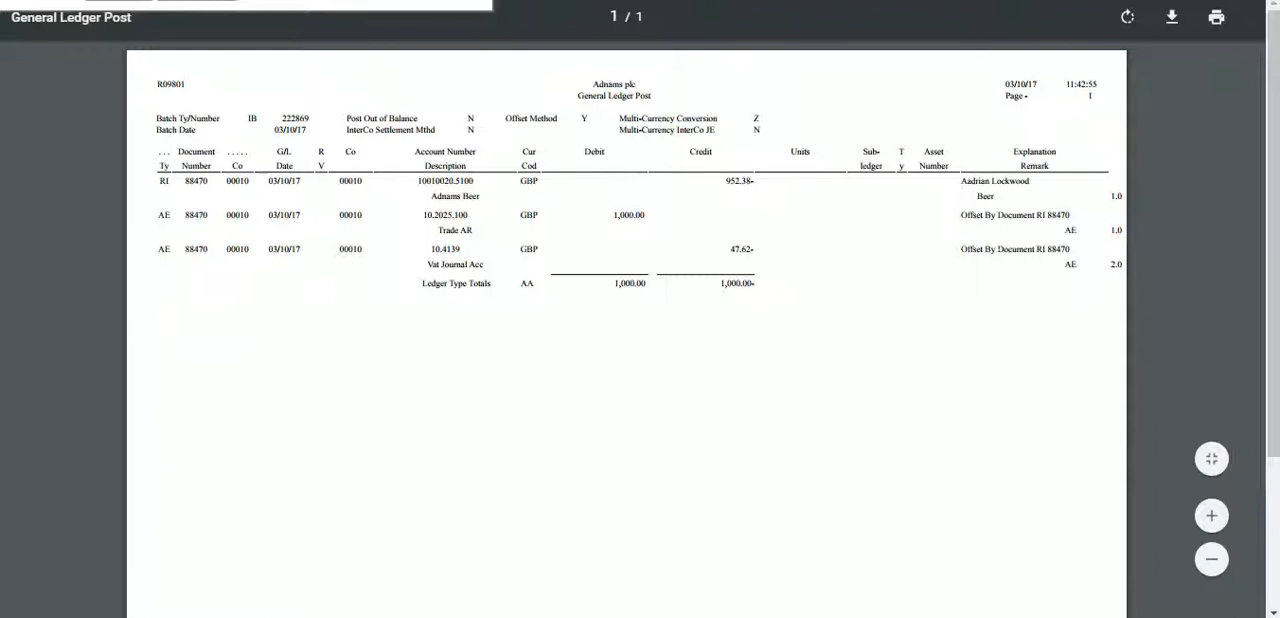 General Ledger Post 1 / 1
R09801 Adnams plc 03/10/17 11:42:55
General Ledger Post Page - 1
Batch Ty/Number IB 222869 Post Out of Balance N Offset Method Y Multi-Currency Conversion Z
Batch Date 03/10/17 InterCo Settlement Mthd N Multi-Currency InterCo JE N
. . . Document . . . . . G/L R Co Account Number Cur Debit Credit Units Sub- T Asset Explanation
Ty Number Co Date V Description Cod ledger y Number Remark
RI 88470 00010 03/10/17 00010 10010020.5100 GBP 952.38- Aadrian Lockwood
Adnams Beer Beer 1.0
AE 88470 00010 03/10/17 00010 10.2025.100 GBP 1,000.00 Offset By Document RI 88470
Trade AR AE 1.0
AE 88470 00010 03/10/17 00010 10.4139 GBP 47.62- Offset By Document RI 88470
Vat Journal Acc AE 2.0
Ledger Type Totals AA 1,000.00 1,000.00-